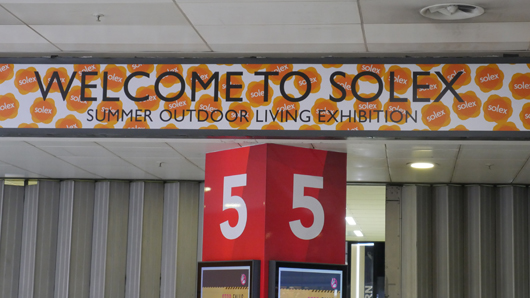 WELCOME TO SOLEX
SUMMER OUTDOOR LIVING EXHIBITION
5 5